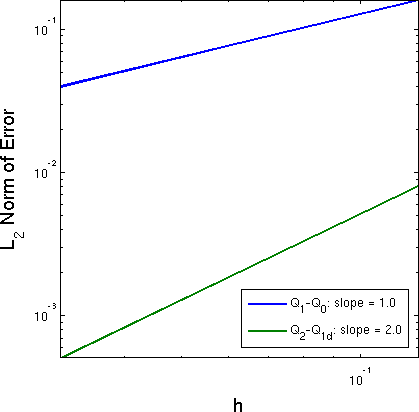 10⁻¹
10⁻²
10⁻³
L₂ Norm of Error
Q₁-Q₀: slope = 1.0
Q₂-Q₁d: slope = 2.0
10⁻¹
h